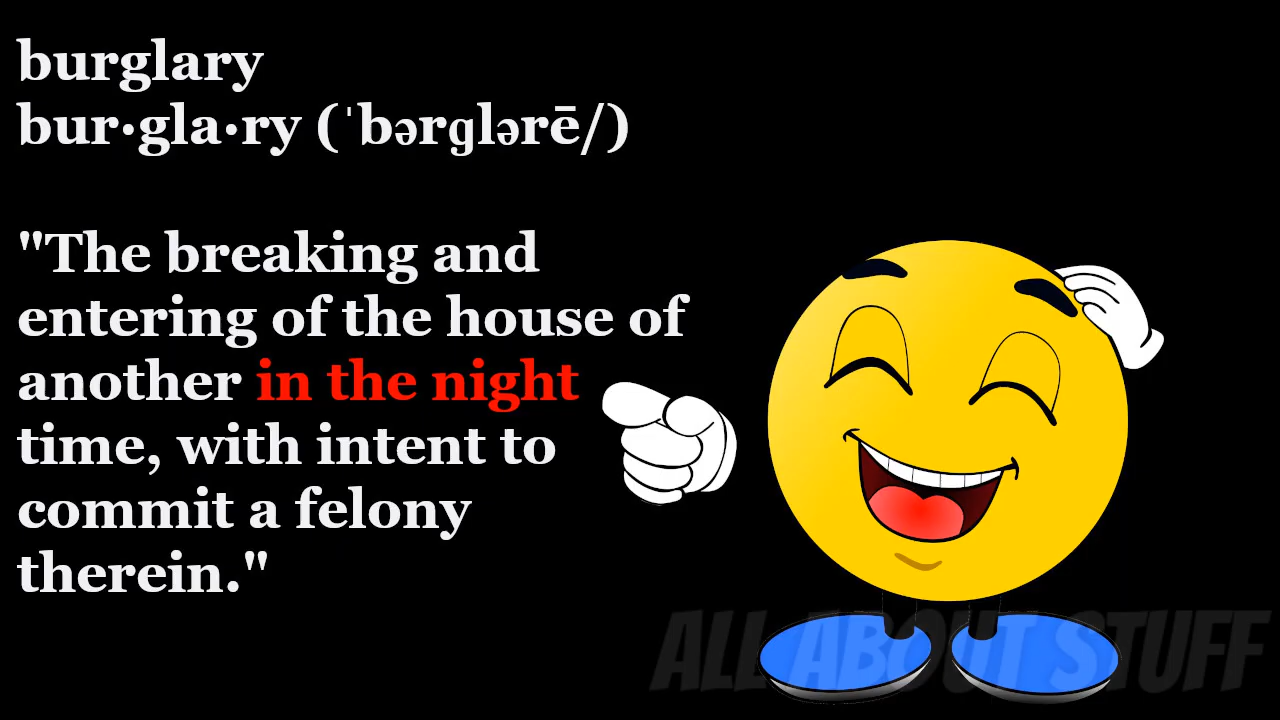 burglary
bur•gla•ry (ˈbərɡlərē/)
"The breaking and
entering of the house of
another in the night
time, with intent to
commit a felony
therein."
ALL ABOUT STUFF